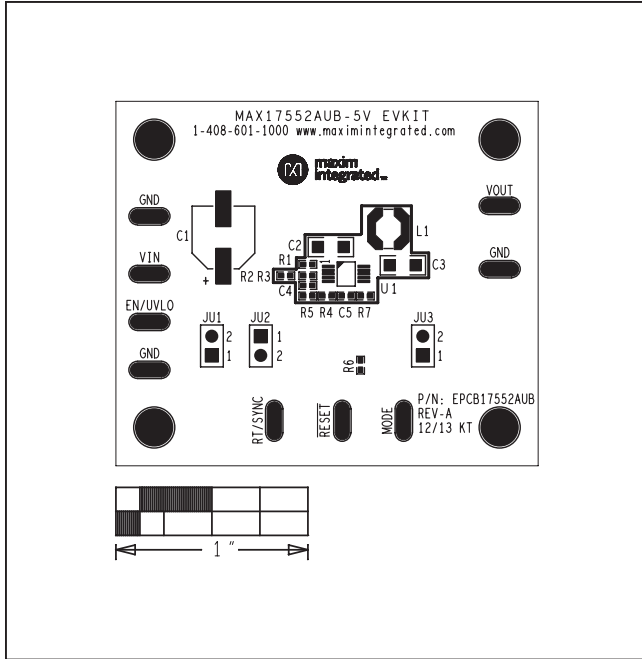 MAX17552AUB-5V EVKIT
1-408-601-1000 www.maximintegrated.com
maxim
integrated™
GND
VOUT
C1
L1
C2
VIN
R1
1
GND
+
R2
R3
C3
C4
U1
EN/UVLO
R5 R4 C5 R7
JU1
JU2
JU3
2
1
2
1
2
1
GND
R6
RT/SYNC
RESET
MODE
P/N: EPCB17552AUB
REV-A
12/13 KT
1 "